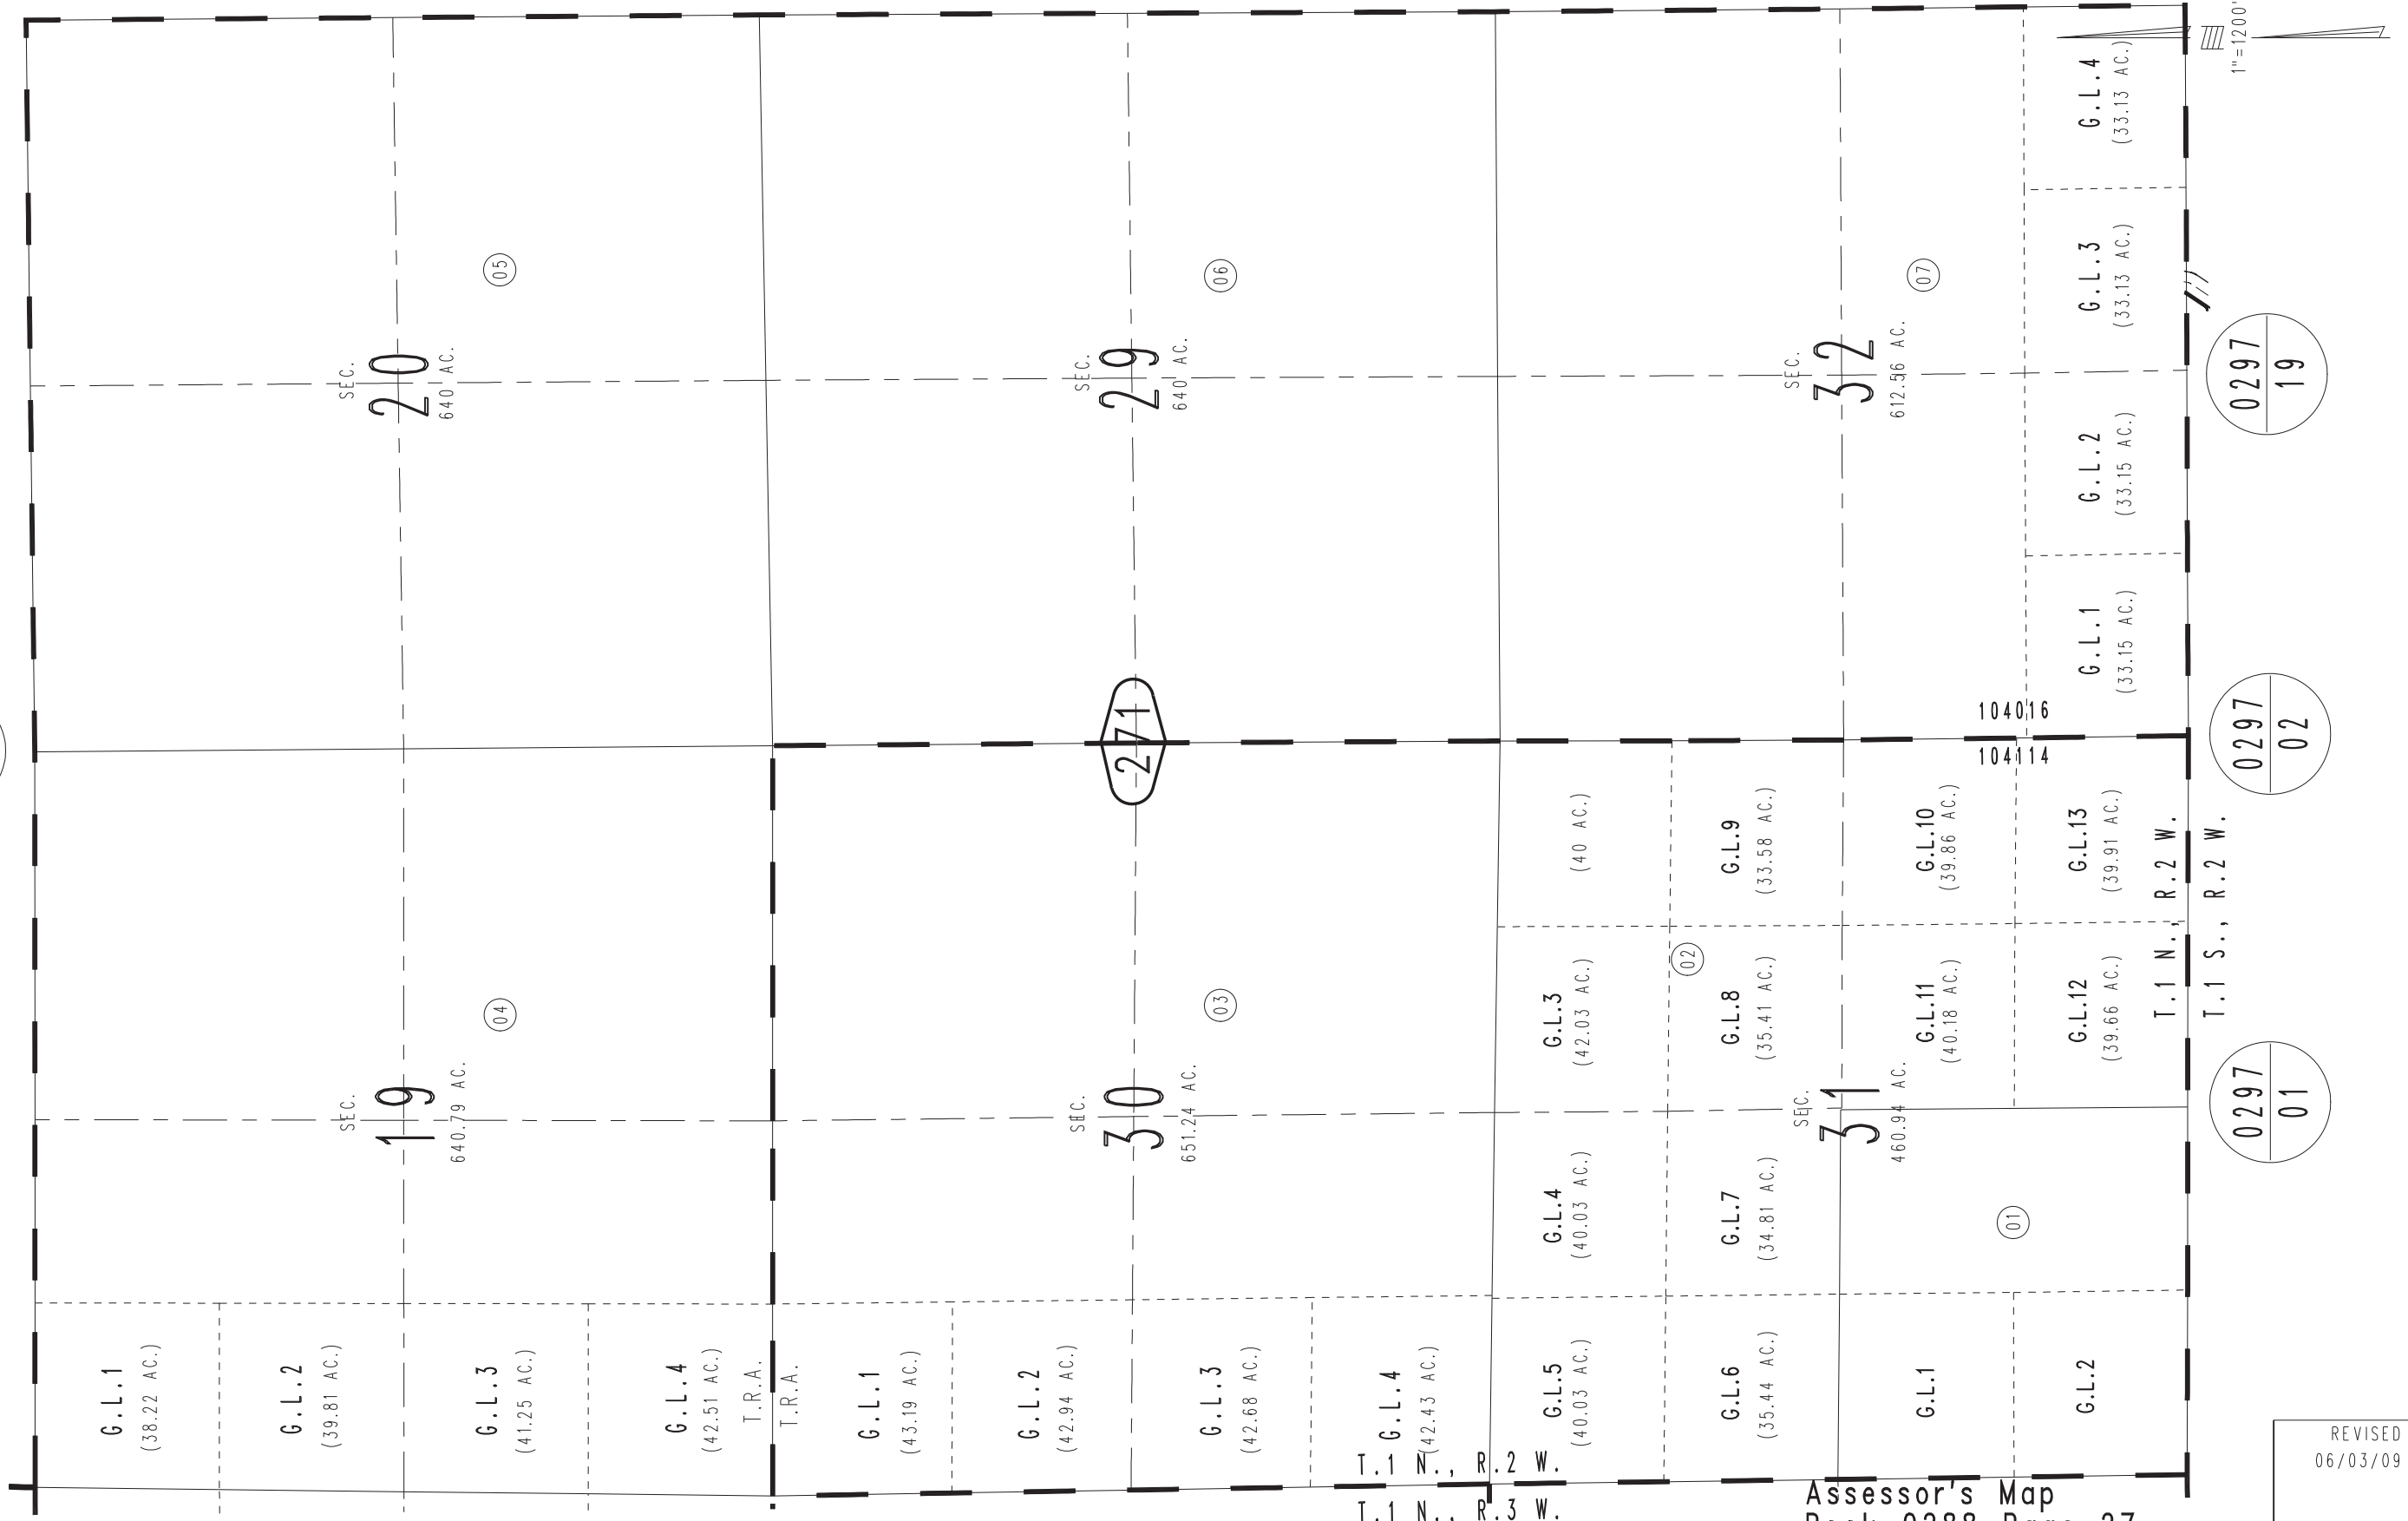 SEC.
20
640 AC.
05
SEC.
29
640 AC.
06
SEC.
32
612.56 AC.
07
G.L.4
(33.13 AC.)
G.L.3
(33.13 AC.)
G.L.2
(33.15 AC.)
G.L.1
(33.15 AC.)
1"=1200'
0297
19
0297
02
0297
01
271
104016
104114
SEC.
19
640.79 AC.
04
SEC.
30
651.24 AC.
03
SEC.
31
460.94 AC.
02
01
(40 AC.)
G.L.9
(33.58 AC.)
G.L.10
(39.86 AC.)
G.L.13
(39.91 AC.)
G.L.3
(42.03 AC.)
G.L.8
(35.41 AC.)
G.L.11
(40.18 AC.)
G.L.12
(39.66 AC.)
G.L.4
(40.03 AC.)
G.L.7
(34.81 AC.)
T.1 N., R.2 W.
T.1 S., R.2 W.
G.L.1
(38.22 AC.)
G.L.2
(39.81 AC.)
G.L.3
(41.25 AC.)
G.L.4
(42.51 AC.)
T.R.A.
T.R.A.
G.L.1
(43.19 AC.)
G.L.2
(42.94 AC.)
G.L.3
(42.68 AC.)
G.L.4
(42.43 AC.)
G.L.5
(40.03 AC.)
G.L.6
(35.44 AC.)
G.L.1
G.L.2
T.1 N., R.2 W.
T.1 N., R.3 W.
REVISED
06/03/09
Assessor's Map